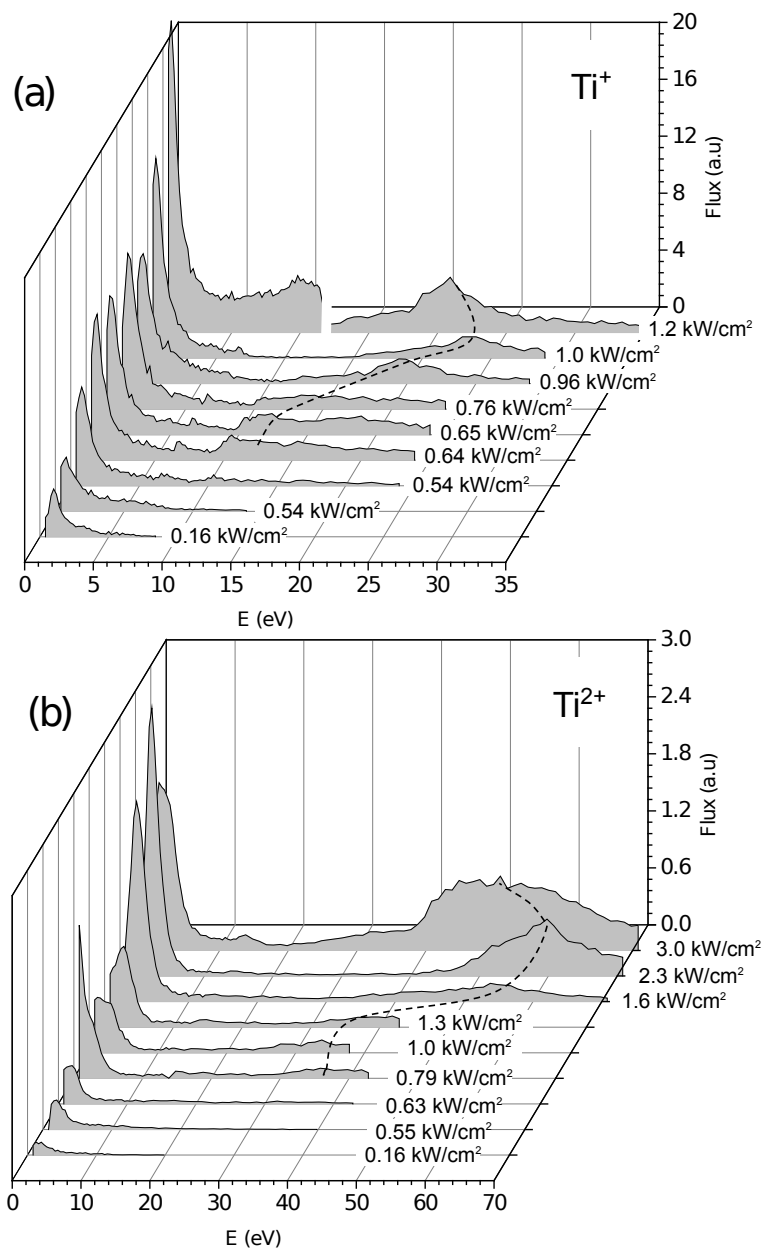 (a)
Ti⁺
20
16
12
8
4
0
Flux (a.u)
1.2 kW/cm²
1.0 kW/cm²
0.96 kW/cm²
0.76 kW/cm²
0.65 kW/cm²
0.64 kW/cm²
0.54 kW/cm²
0.54 kW/cm²
0.16 kW/cm²
0 5 10 15 20 25 30 35
E (eV)
(b)
Ti²⁺
3.0
2.4
1.8
1.2
0.6
0.0
Flux (a.u)
3.0 kW/cm²
2.3 kW/cm²
1.6 kW/cm²
1.3 kW/cm²
1.0 kW/cm²
0.79 kW/cm²
0.63 kW/cm²
0.55 kW/cm²
0.16 kW/cm²
0 10 20 30 40 50 60 70
E (eV)